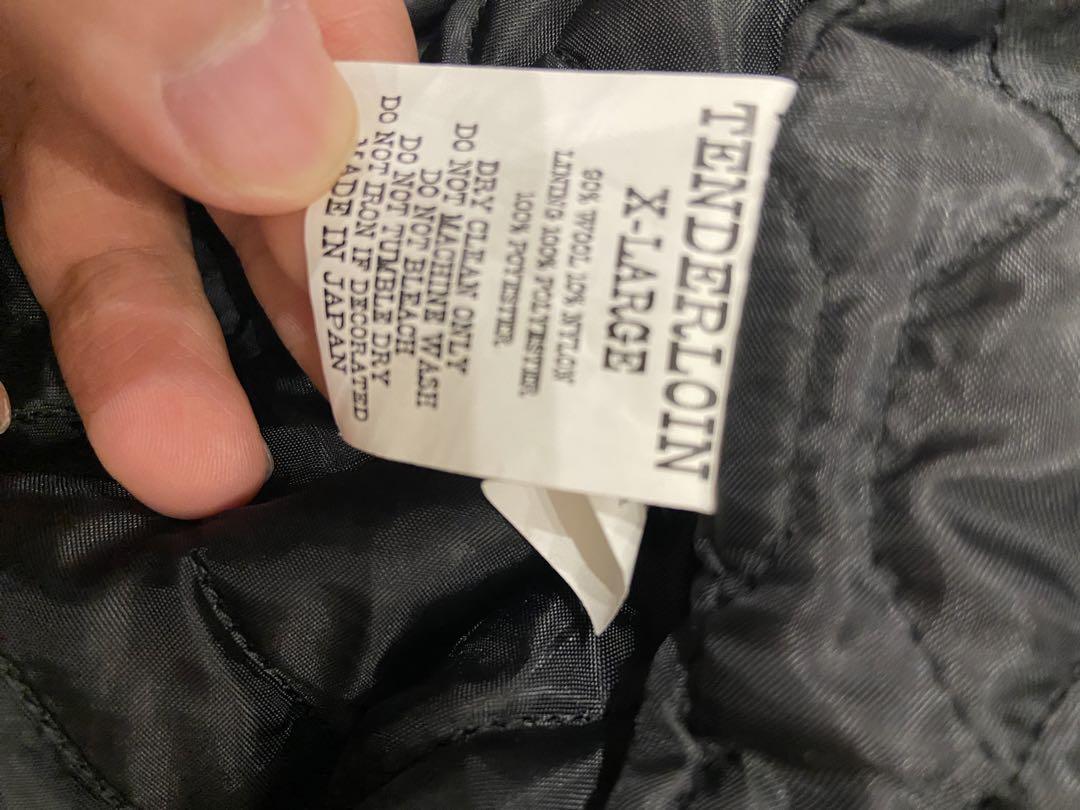 TENDERLOIN
X-LARGE
90% WOOL 10% NYLON
LINING 100% POLYESTER
100% POLYESTER
DRY CLEAN ONLY
DO NOT MACHINE WASH
DO NOT BLEACH
DO NOT TUMBLE DRY
DO NOT IRON IF DECORATED
MADE IN JAPAN